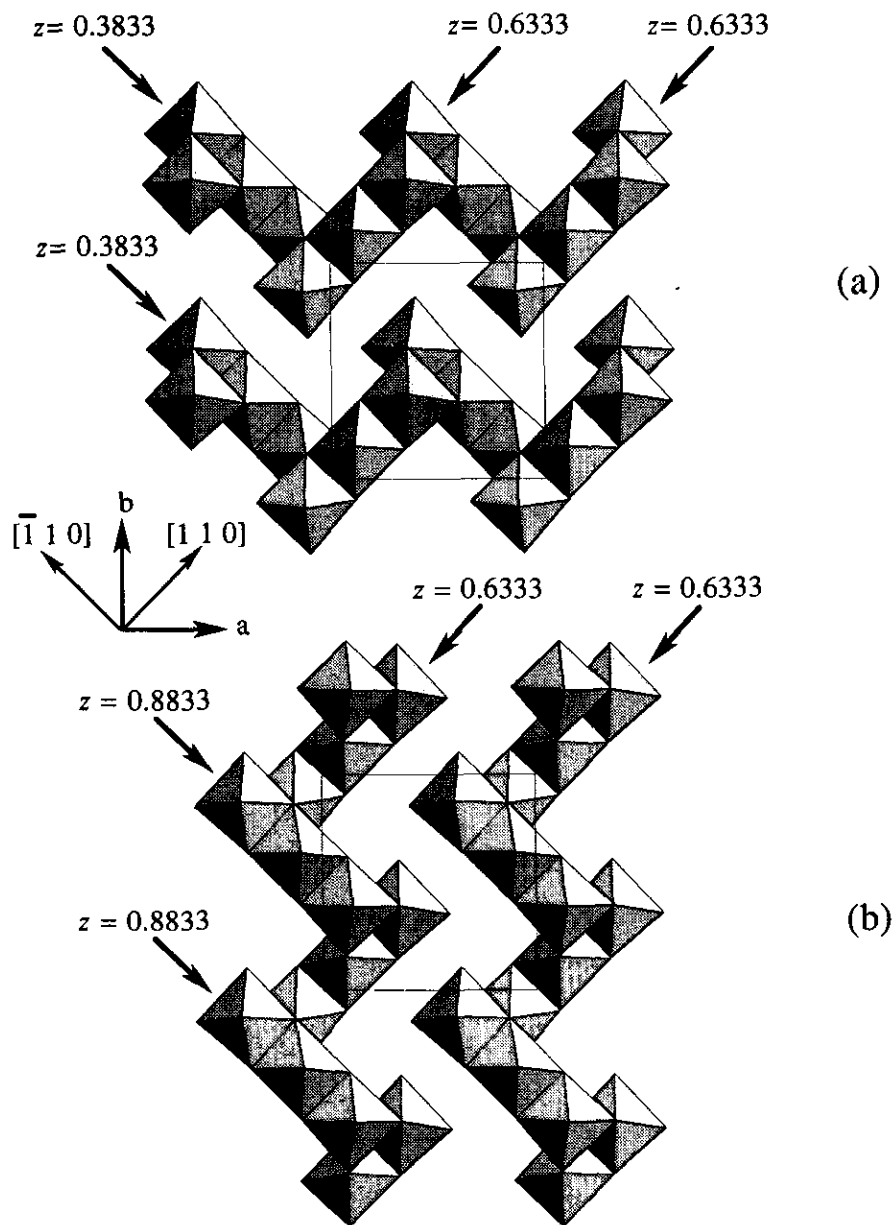 z= 0.3833
z= 0.6333
z= 0.6333
z= 0.3833
(a)
b
[1̅ 1 0]
[1 1 0]
a
z = 0.6333
z = 0.6333
z = 0.8833
z = 0.8833
(b)